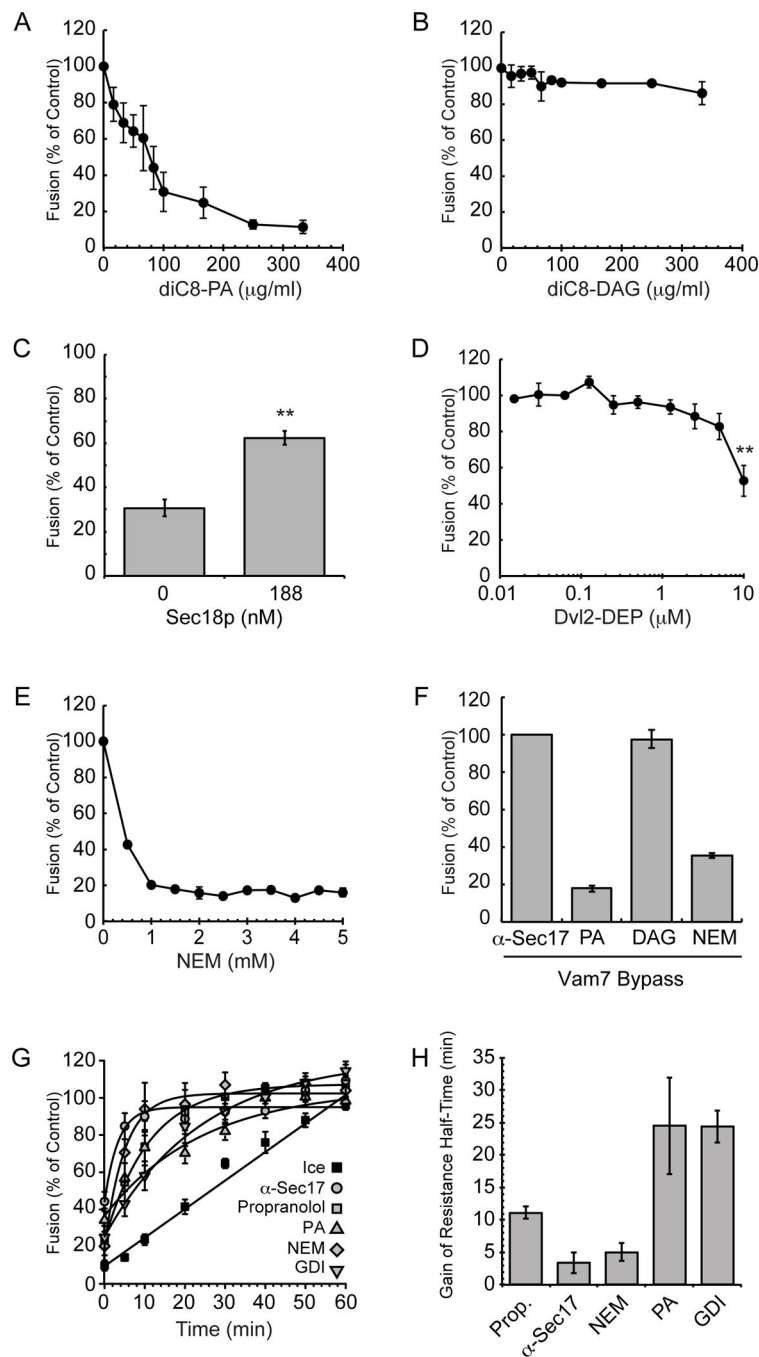 A
Fusion (% of Control)
100
80
60
40
20
0
0 100 200 300 400
diC8-PA (μg/ml)
B
Fusion (% of Control)
100
80
60
40
20
0
0 100 200 300 400
diC8-DAG (μg/ml)
C
Fusion (% of Control)
100
80
60
40
20
0
**
0 188
Sec18p (nM)
D
Fusion (% of Control)
120
100
80
60
40
20
0
**
0.01 0.1 1 10
Dvl2-DEP (μM)
E
Fusion (% of Control)
120
100
80
60
40
20
0
0 1 2 3 4 5
NEM (mM)
F
Fusion (% of Control)
120
100
80
60
40
20
0
α-Sec17 PA DAG NEM
Vam7 Bypass
G
Fusion (% of Control)
120
100
80
60
40
20
0
Ice
α-Sec17
Propranolol
PA
NEM
GDI
0 10 20 30 40 50 60
Time (min)
H
Gain of Resistance Half-Time (min)
35
30
25
20
15
10
5
0
Prop. α-Sec17 NEM PA GDI